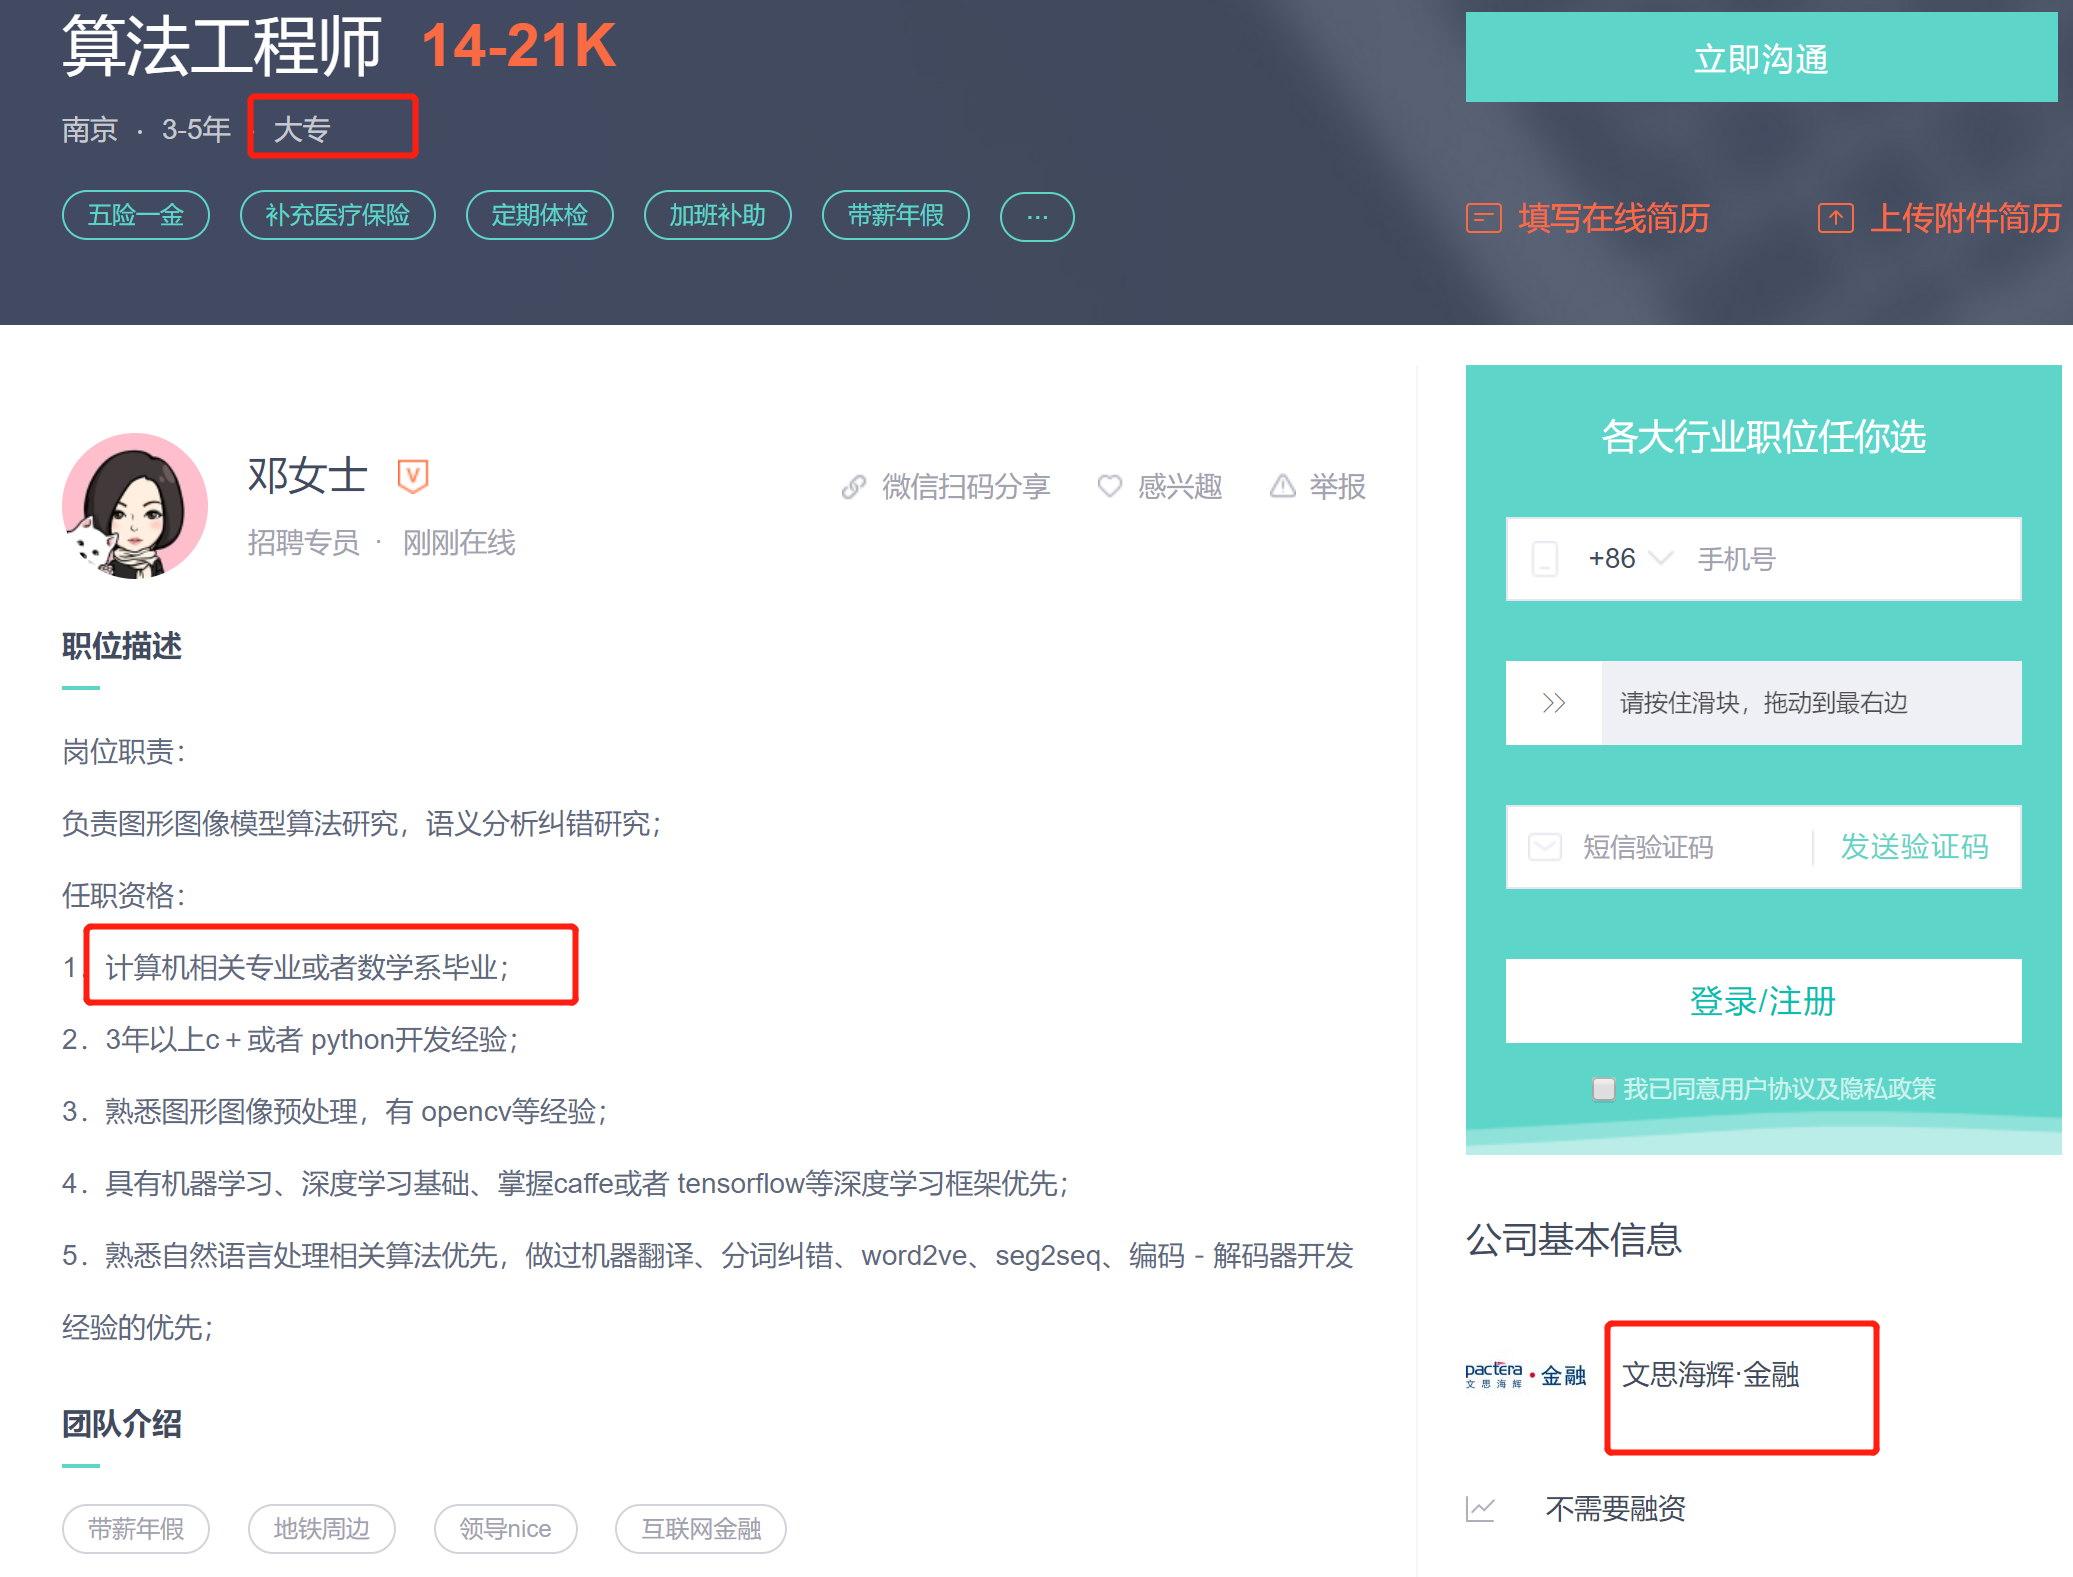 算法工程师 14-21K
立即沟通
南京 · 3-5年 · 大专
五险一金 补充医疗保险 定期体检 加班补助 带薪年假 ...
填写在线简历 上传附件简历
邓女士
招聘专员 · 刚刚在线
微信扫码分享 感兴趣 举报
职位描述
岗位职责：
负责图形图像模型算法研究，语义分析纠错研究；
任职资格：
1．计算机相关专业或者数学系毕业；
2．3年以上c＋或者 python开发经验；
3．熟悉图形图像预处理，有 opencv等经验；
4．具有机器学习、深度学习基础、掌握caffe或者 tensorflow等深度学习框架优先；
5．熟悉自然语言处理相关算法优先，做过机器翻译、分词纠错、word2ve、seg2seq、编码－解码器开发
经验的优先；
团队介绍
带薪年假 地铁周边 领导nice 互联网金融
各大行业职位任你选
+86 手机号
>> 请按住滑块，拖动到最右边
短信验证码 发送验证码
登录/注册
我已同意用户协议及隐私政策
公司基本信息
pactera 文思海辉·金融 文思海辉·金融
不需要融资